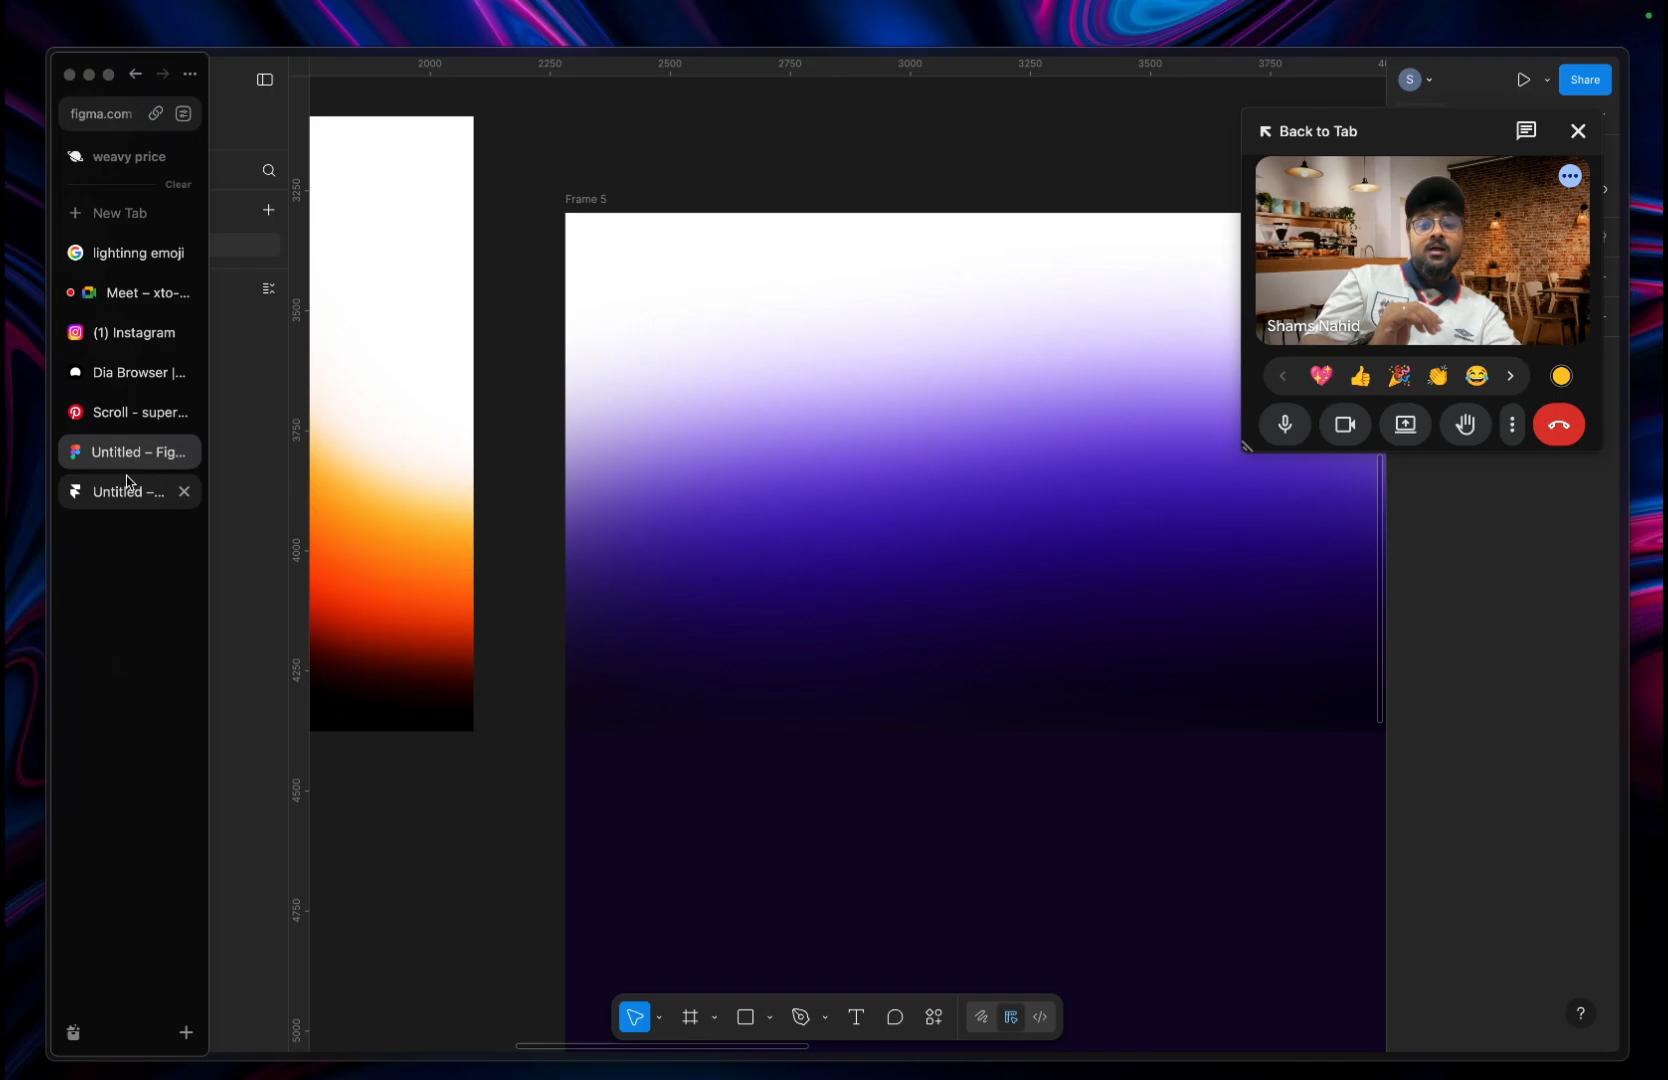 figma.com
weavy price
Clear
New Tab
lightinng emoji
Meet – xto-...
(1) Instagram
Dia Browser |...
Scroll - super...
Untitled – Fig...
Untitled –...
2000
2250
2500
2750
3000
3250
3500
3750
3250
3500
3750
4000
4250
4500
4750
5000
Frame 5
S
Share
Back to Tab
Shams Nahid
?